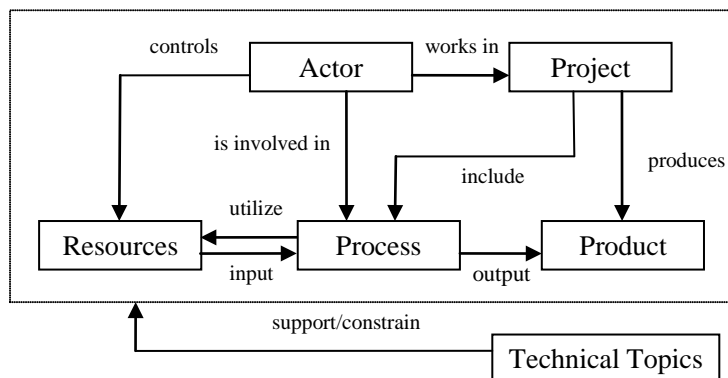 controls
works in
Actor
Project
is involved in
include
produces
utilize
Resources
Process
Product
input
output
support/constrain
Technical Topics